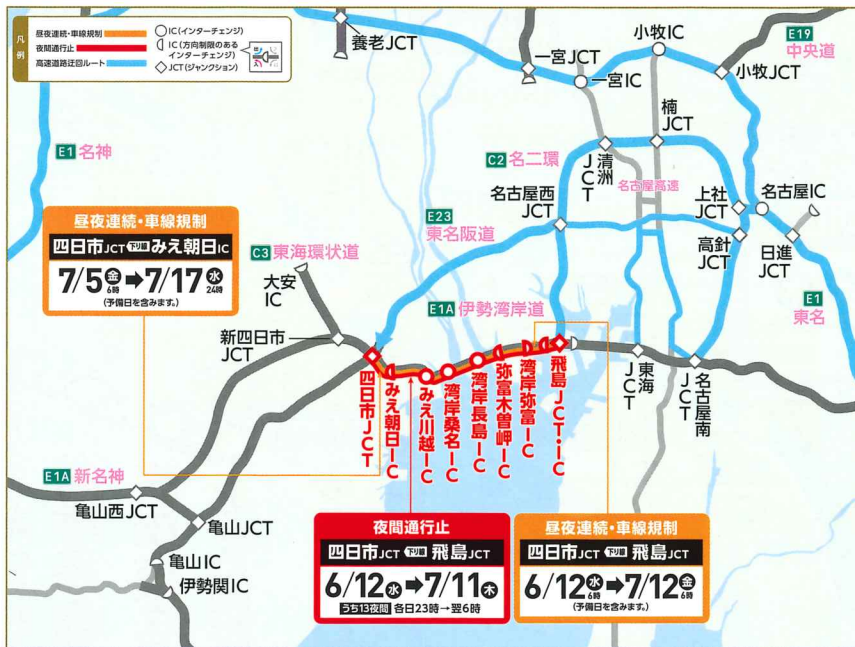 凡例
昼夜連続・車線規制
夜間通行止
高速道路迂回ルート
IC(インターチェンジ)
IC(方向制限のある
インターチェンジ)
JCT(ジャンクション)
養老JCT
一宮JCT
小牧IC
E19
中央道
小牧JCT
一宮IC
楠
JCT
E1 名神
C2 名二環
清洲
JCT
名古屋高速
上社
JCT
名古屋IC
名古屋西
JCT
E23
東名阪道
高針
JCT
日進
JCT
昼夜連続・車線規制
四日市JCT 下り線 みえ朝日IC
7/5金6時→7/17水24時
(予備日を含みます。)
C3 東海環状道
大安
IC
E1A 伊勢湾岸道
E1
東名
新四日市
JCT
四日市JCT
みえ朝日IC
みえ川越IC
湾岸桑名IC
湾岸長島IC
弥富木曽岬IC
湾岸弥富IC
飛島JCT・IC
東海
JCT
名古屋南
JCT
E1A 新名神
亀山西JCT
亀山JCT
亀山IC
伊勢関IC
夜間通行止
四日市JCT 下り線 飛島JCT
6/12水→7/11木
うち13夜間 各日23時→翌6時
昼夜連続・車線規制
四日市JCT 下り線 飛島JCT
6/12水6時→7/12金6時
(予備日を含みます。)